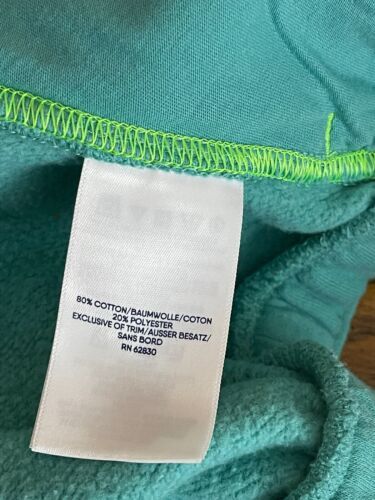 80% COTTON/BAUMWOLLE/COTON
20% POLYESTER
EXCLUSIVE OF TRIM/AUSSER BESATZ/
SANS BORD
RN 62830